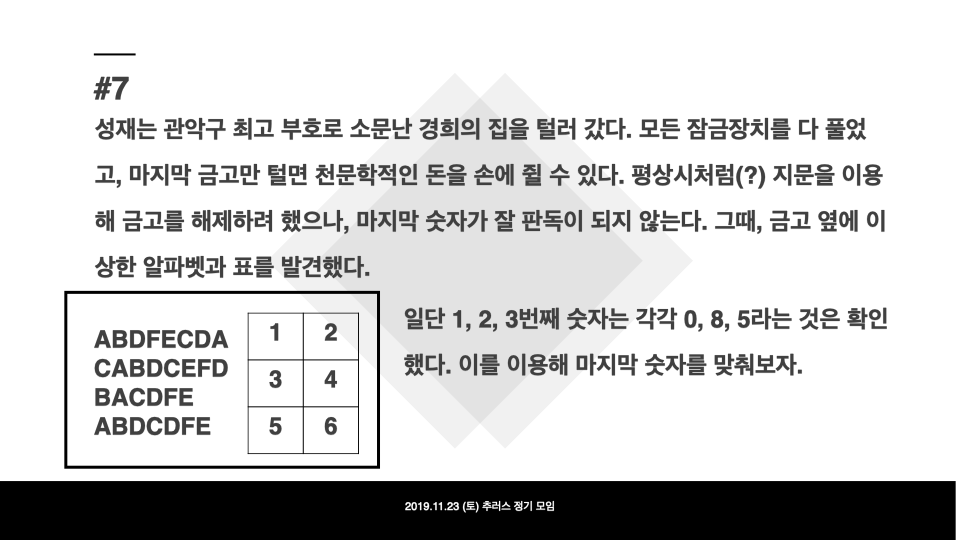 #7
성재는 관악구 최고 부호로 소문난 경희의 집을 털러 갔다. 모든 잠금장치를 다 풀었
고, 마지막 금고만 털면 천문학적인 돈을 손에 쥘 수 있다. 평상시처럼(?) 지문을 이용
해 금고를 해제하려 했으나, 마지막 숫자가 잘 판독이 되지 않는다. 그때, 금고 옆에 이
상한 알파벳과 표를 발견했다.
ABDFECDA
CABDCEFD
BACDFE
ABDCDFE
1 2
3 4
5 6
일단 1, 2, 3번째 숫자는 각각 0, 8, 5라는 것은 확인
했다. 이를 이용해 마지막 숫자를 맞춰보자.
2019.11.23 (토) 추러스 정기 모임